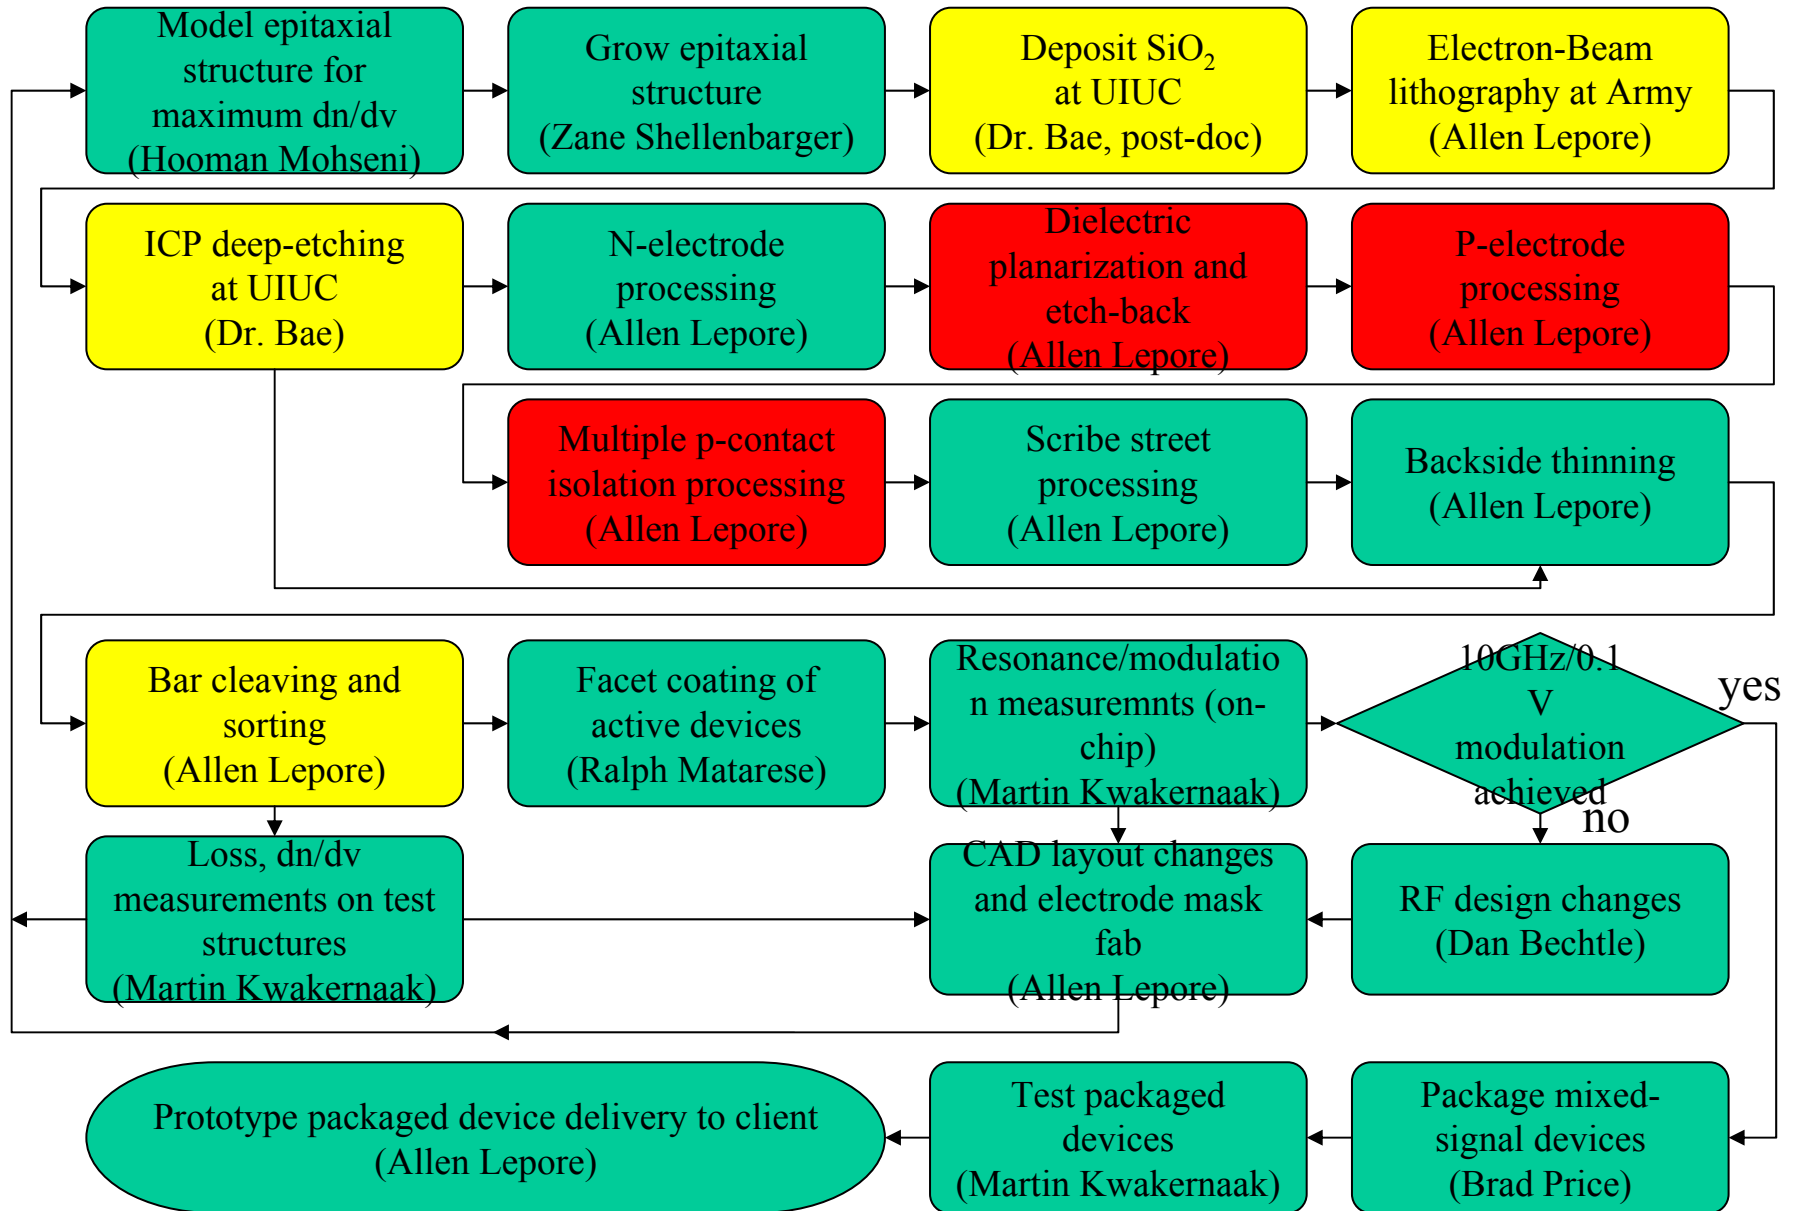 Model epitaxial
structure for
maximum dn/dv
(Hooman Mohseni)
Grow epitaxial
structure
(Zane Shellenbarger)
Deposit SiO₂
at UIUC
(Dr. Bae, post-doc)
Electron-Beam
lithography at Army
(Allen Lepore)
ICP deep-etching
at UIUC
(Dr. Bae)
N-electrode
processing
(Allen Lepore)
Dielectric
planarization and
etch-back
(Allen Lepore)
P-electrode
processing
(Allen Lepore)
Multiple p-contact
isolation processing
(Allen Lepore)
Scribe street
processing
(Allen Lepore)
Backside thinning
(Allen Lepore)
Bar cleaving and
sorting
(Allen Lepore)
Facet coating of
active devices
(Ralph Matarese)
Resonance/modulatio
n measuremnts (on-
chip)
(Martin Kwakernaak)
10GHz/0.1
V
modulation
achieved
yes
no
Loss, dn/dv
measurements on test
structures
(Martin Kwakernaak)
CAD layout changes
and electrode mask
fab
(Allen Lepore)
RF design changes
(Dan Bechtle)
Prototype packaged device delivery to client
(Allen Lepore)
Test packaged
devices
(Martin Kwakernaak)
Package mixed-
signal devices
(Brad Price)